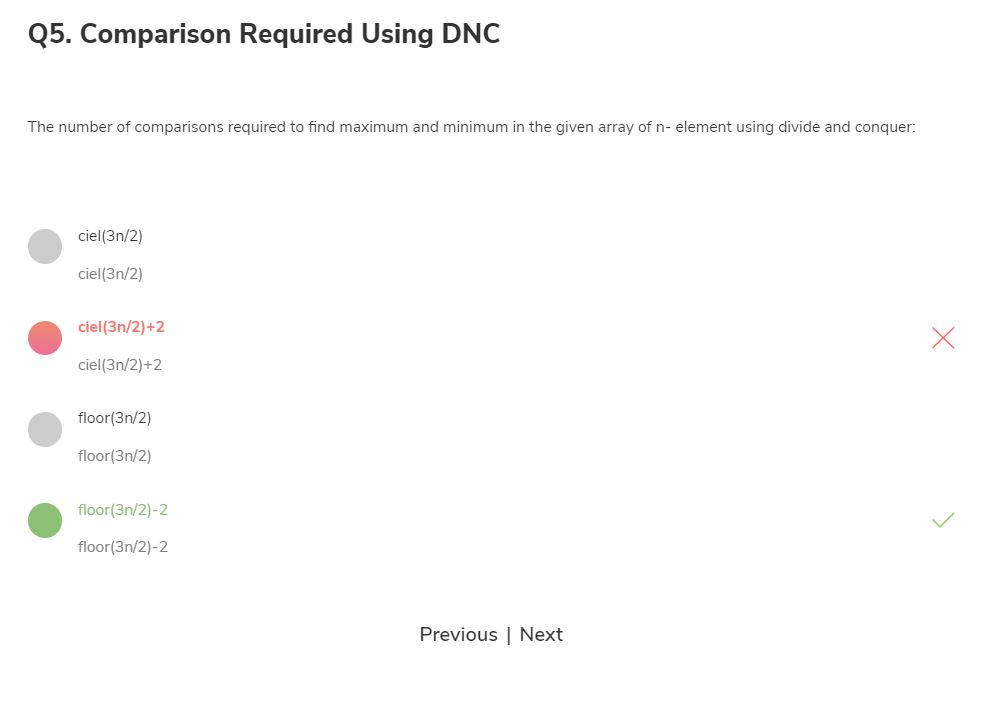 Q5. Comparison Required Using DNC
The number of comparisons required to find maximum and minimum in the given array of n- element using divide and conquer:
ciel(3n/2)
ciel(3n/2)
ciel(3n/2)+2
ciel(3n/2)+2
floor(3n/2)
floor(3n/2)
floor(3n/2)-2
floor(3n/2)-2
Previous | Next